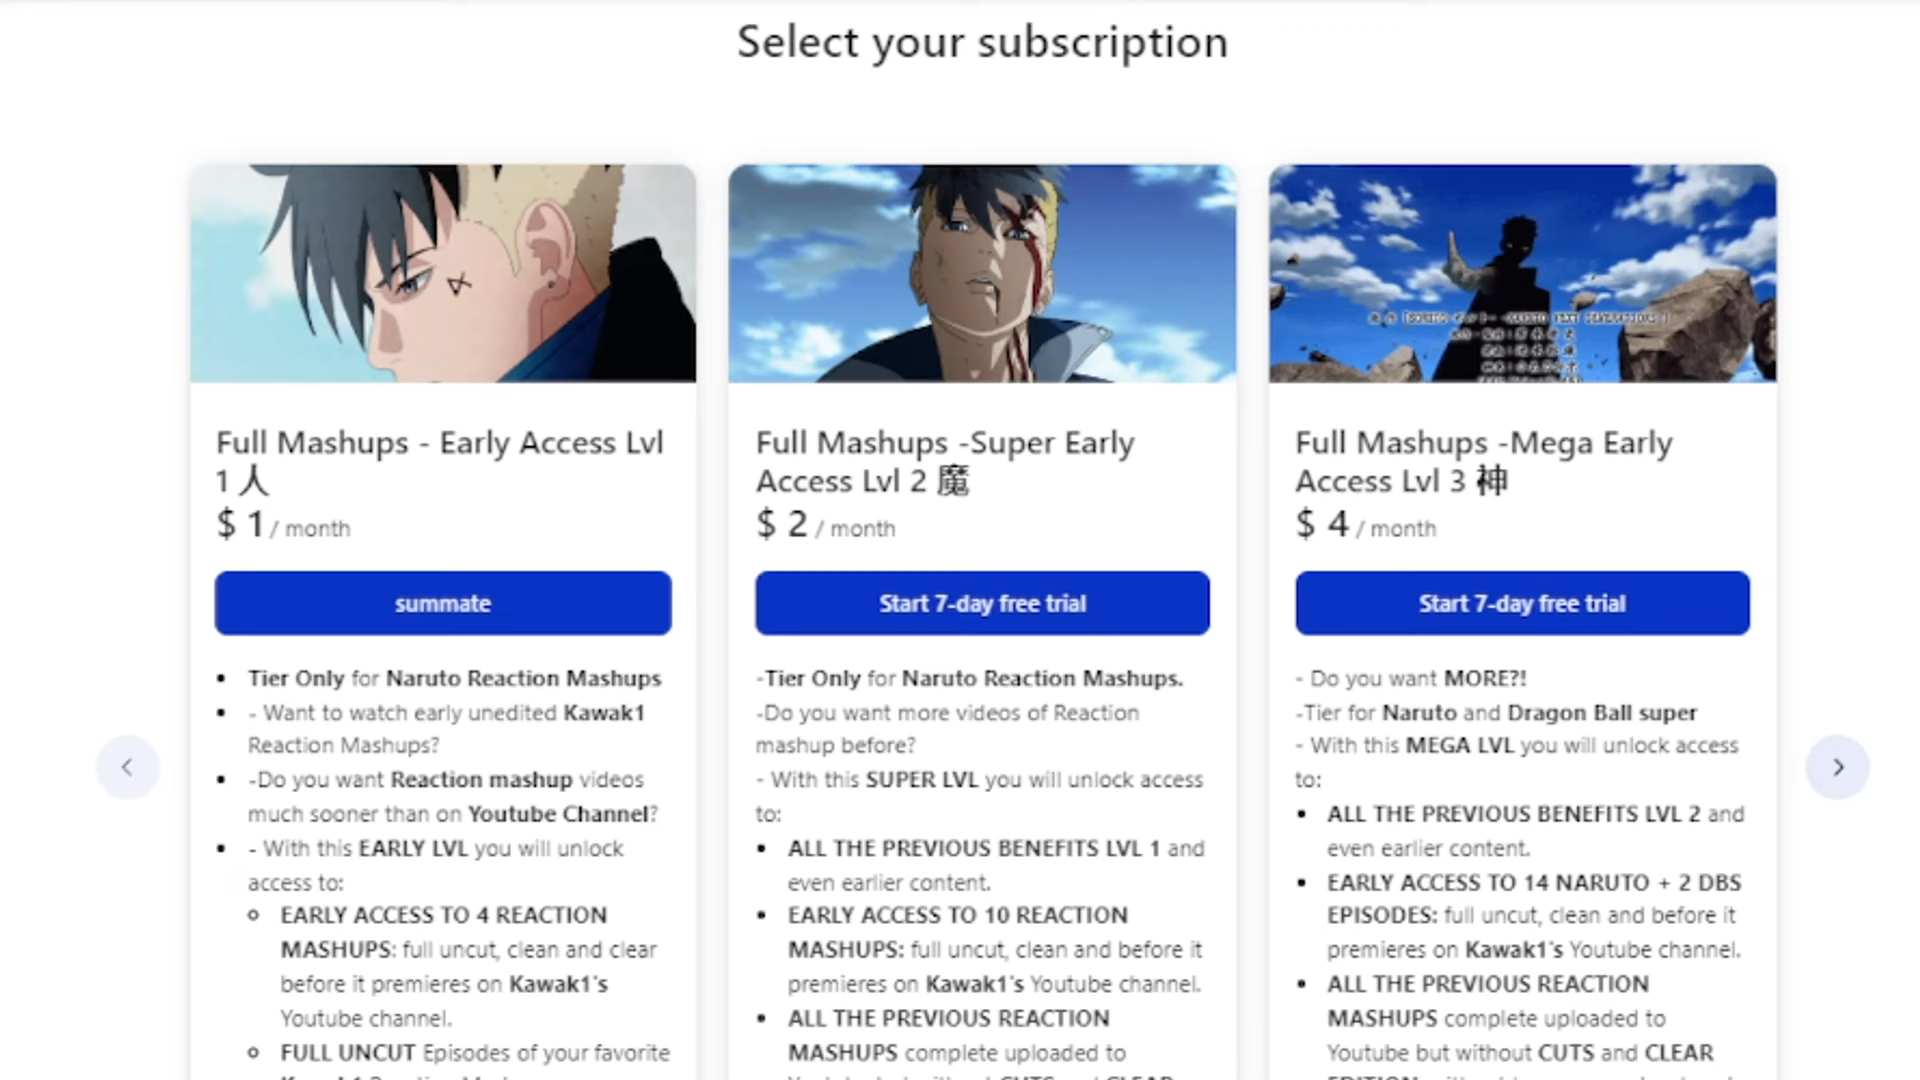 Select your subscription
Full Mashups - Early Access Lvl
1 人
$ 1 / month
summate
• Tier Only for Naruto Reaction Mashups
• - Want to watch early unedited Kawak1
Reaction Mashups?
• -Do you want Reaction mashup videos
much sooner than on Youtube Channel?
• - With this EARLY LVL you will unlock
access to:
EARLY ACCESS TO 4 REACTION
MASHUPS: full uncut, clean and clear
before it premieres on Kawak1's
Youtube channel.
FULL UNCUT Episodes of your favorite
Full Mashups -Super Early
Access Lvl 2 魔
$ 2 / month
Start 7-day free trial
-Tier Only for Naruto Reaction Mashups.
-Do you want more videos of Reaction
mashup before?
- With this SUPER LVL you will unlock access
to:
• ALL THE PREVIOUS BENEFITS LVL 1 and
even earlier content.
• EARLY ACCESS TO 10 REACTION
MASHUPS: full uncut, clean and before it
premieres on Kawak1's Youtube channel.
• ALL THE PREVIOUS REACTION
MASHUPS complete uploaded to
Full Mashups -Mega Early
Access Lvl 3 神
$ 4 / month
Start 7-day free trial
- Do you want MORE?!
-Tier for Naruto and Dragon Ball super
- With this MEGA LVL you will unlock access
to:
• ALL THE PREVIOUS BENEFITS LVL 2 and
even earlier content.
• EARLY ACCESS TO 14 NARUTO + 2 DBS
EPISODES: full uncut, clean and before it
premieres on Kawak1's Youtube channel.
• ALL THE PREVIOUS REACTION
MASHUPS complete uploaded to
Youtube but without CUTS and CLEAR